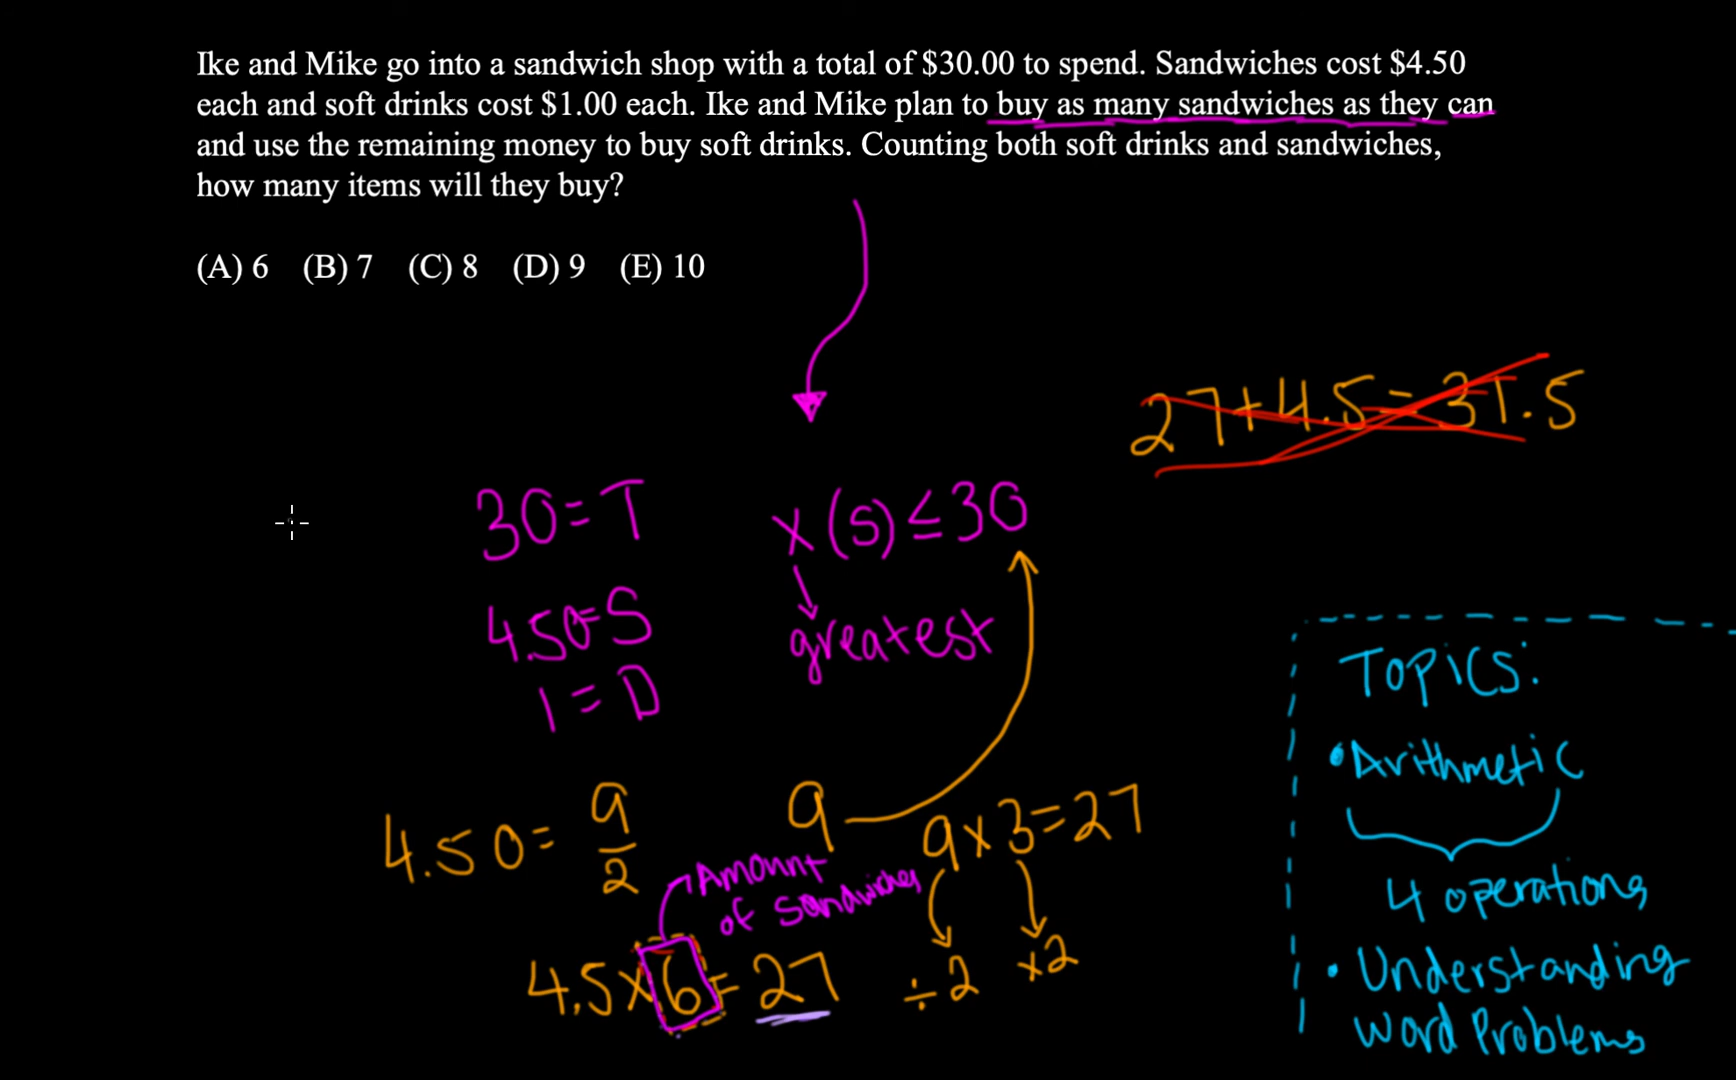 Ike and Mike go into a sandwich shop with a total of $30.00 to spend. Sandwiches cost $4.50
each and soft drinks cost $1.00 each. Ike and Mike plan to buy as many sandwiches as they can
and use the remaining money to buy soft drinks. Counting both soft drinks and sandwiches,
how many items will they buy?
(A) 6 (B) 7 (C) 8 (D) 9 (E) 10
27+4.5=31.5
30=T
x(s)≤30
4.50=S
greatest
1=D
4.50=9/2
9
9x3=27
Amount
of Sandwiches
4.5x6=27
÷2
x2
Topics:
• Arithmetic
4 operations
• Understanding
Word Problems